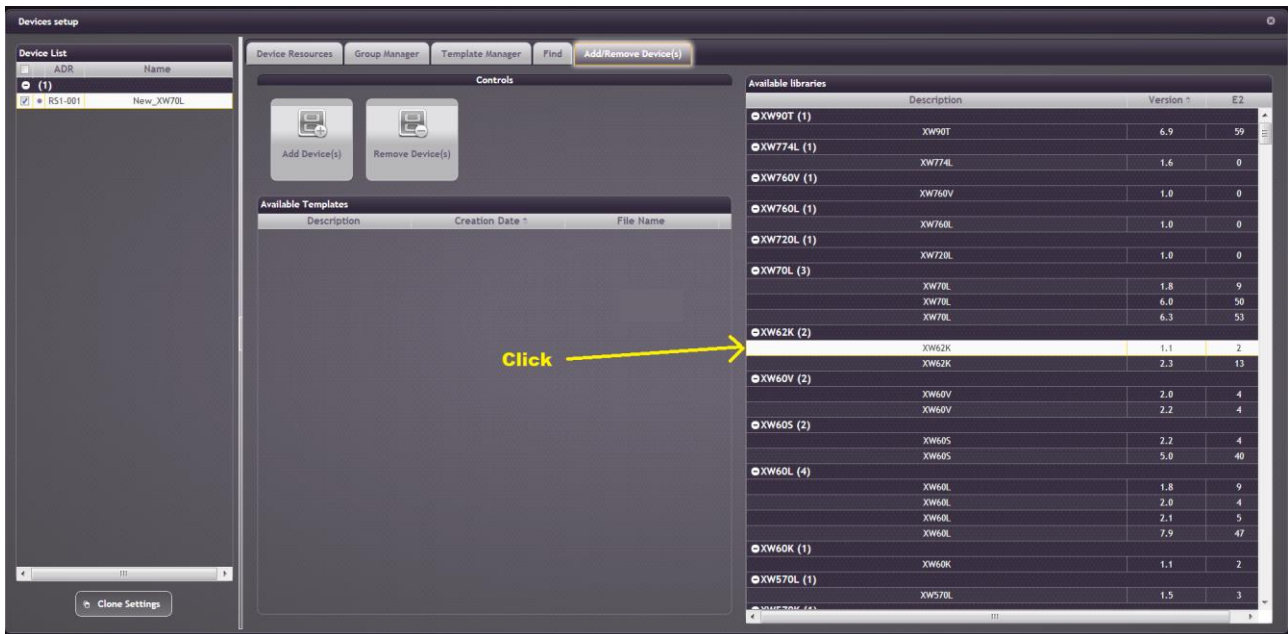 Devices setup
Device List
ADR Name
(1)
RS1-001 New_XW70L
Clone Settings
Device Resources Group Manager Template Manager Find Add/Remove Device(s)
Controls
Add Device(s) Remove Device(s)
Available Templates
Description Creation Date File Name
Click
Available libraries
Description Version E2
XW90T (1)
XW90T 6.9 59
XW774L (1)
XW774L 1.6 0
XW760V (1)
XW760V 1.0 0
XW760L (1)
XW760L 1.0 0
XW720L (1)
XW720L 1.0 0
XW70L (3)
XW70L 1.8 9
XW70L 6.0 50
XW70L 6.3 53
XW62K (2)
XW62K 1.1 2
XW62K 2.3 13
XW60V (2)
XW60V 2.0 4
XW60V 2.2 4
XW60S (2)
XW60S 2.2 4
XW60S 5.0 40
XW60L (4)
XW60L 1.8 9
XW60L 2.0 4
XW60L 2.1 5
XW60L 7.9 47
XW60K (1)
XW60K 1.1 2
XW570L (1)
XW570L 1.5 3